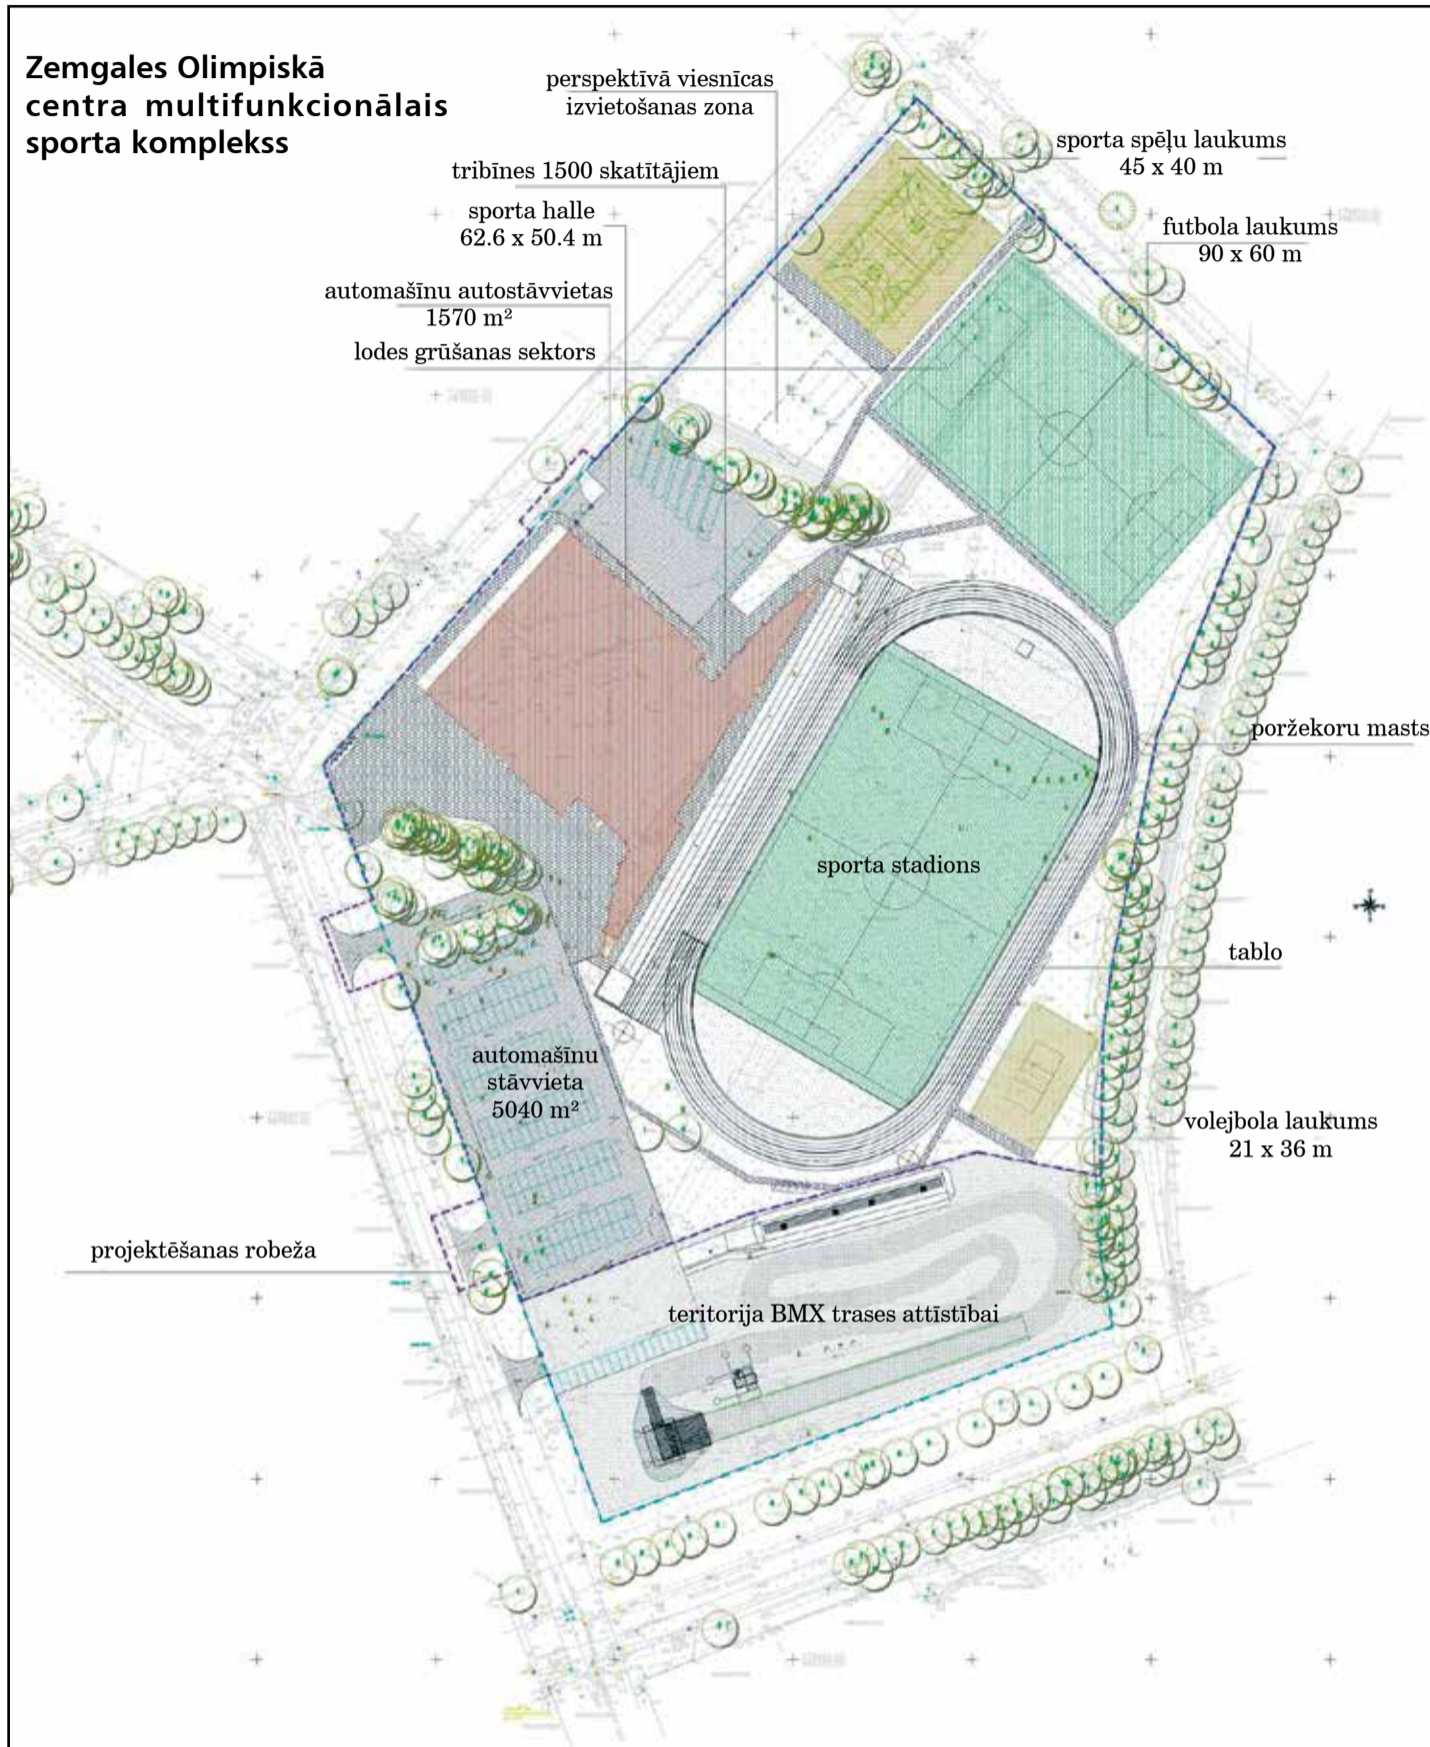 Zemgales Olimpiskā
centra multifunkcionālais
sporta komplekss
perspektīvā viesnīcas
izvietošanas zona
tribīnes 1500 skatītājiem
sporta halle
62.6 x 50.4 m
automašīnu autostāvvietas
1570 m²
lodes grūšanas sektors
sporta spēļu laukums
45 x 40 m
futbola laukums
90 x 60 m
poržekoru masts
sporta stadions
tablo
automašīnu
stāvvieta
5040 m²
volejbola laukums
21 x 36 m
projektēšanas robeža
teritorija BMX trases attīstībai